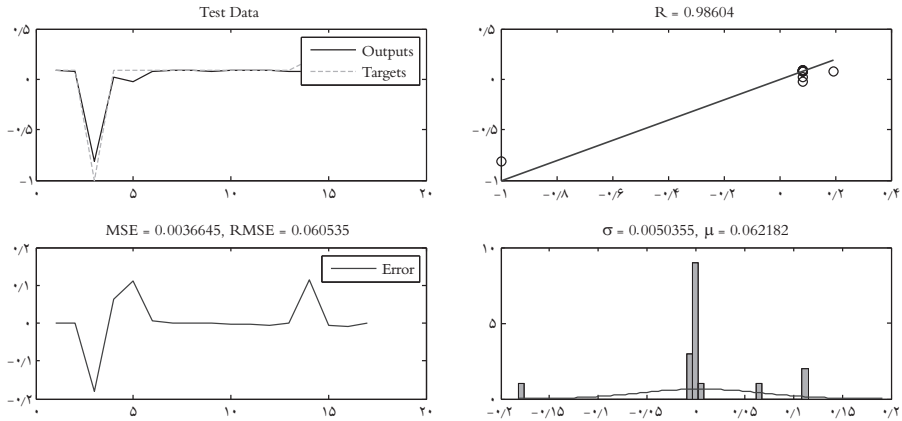 Test Data
۰/۵
۰
-۰/۵
-۱
Outputs
Targets
۰ ۵ ۱۰ ۱۵ ۲۰
R = 0.98604
۰/۵
۰
-۰/۵
-۱
-۱ -۰/۸ -۰/۶ -۰/۴ -۰/۲ ۰ ۰/۲ ۰/۴
MSE = 0.0036645, RMSE = 0.060535
۰/۲
۰/۱
۰
-۰/۱
-۰/۲
Error
۰ ۵ ۱۰ ۱۵ ۲۰
σ = 0.0050355, μ = 0.062182
۱۰
۵
۰
-۰/۲ -۰/۱۵ -۰/۱ -۰/۰۵ ۰ ۰/۰۵ ۰/۱ ۰/۱۵ ۰/۲